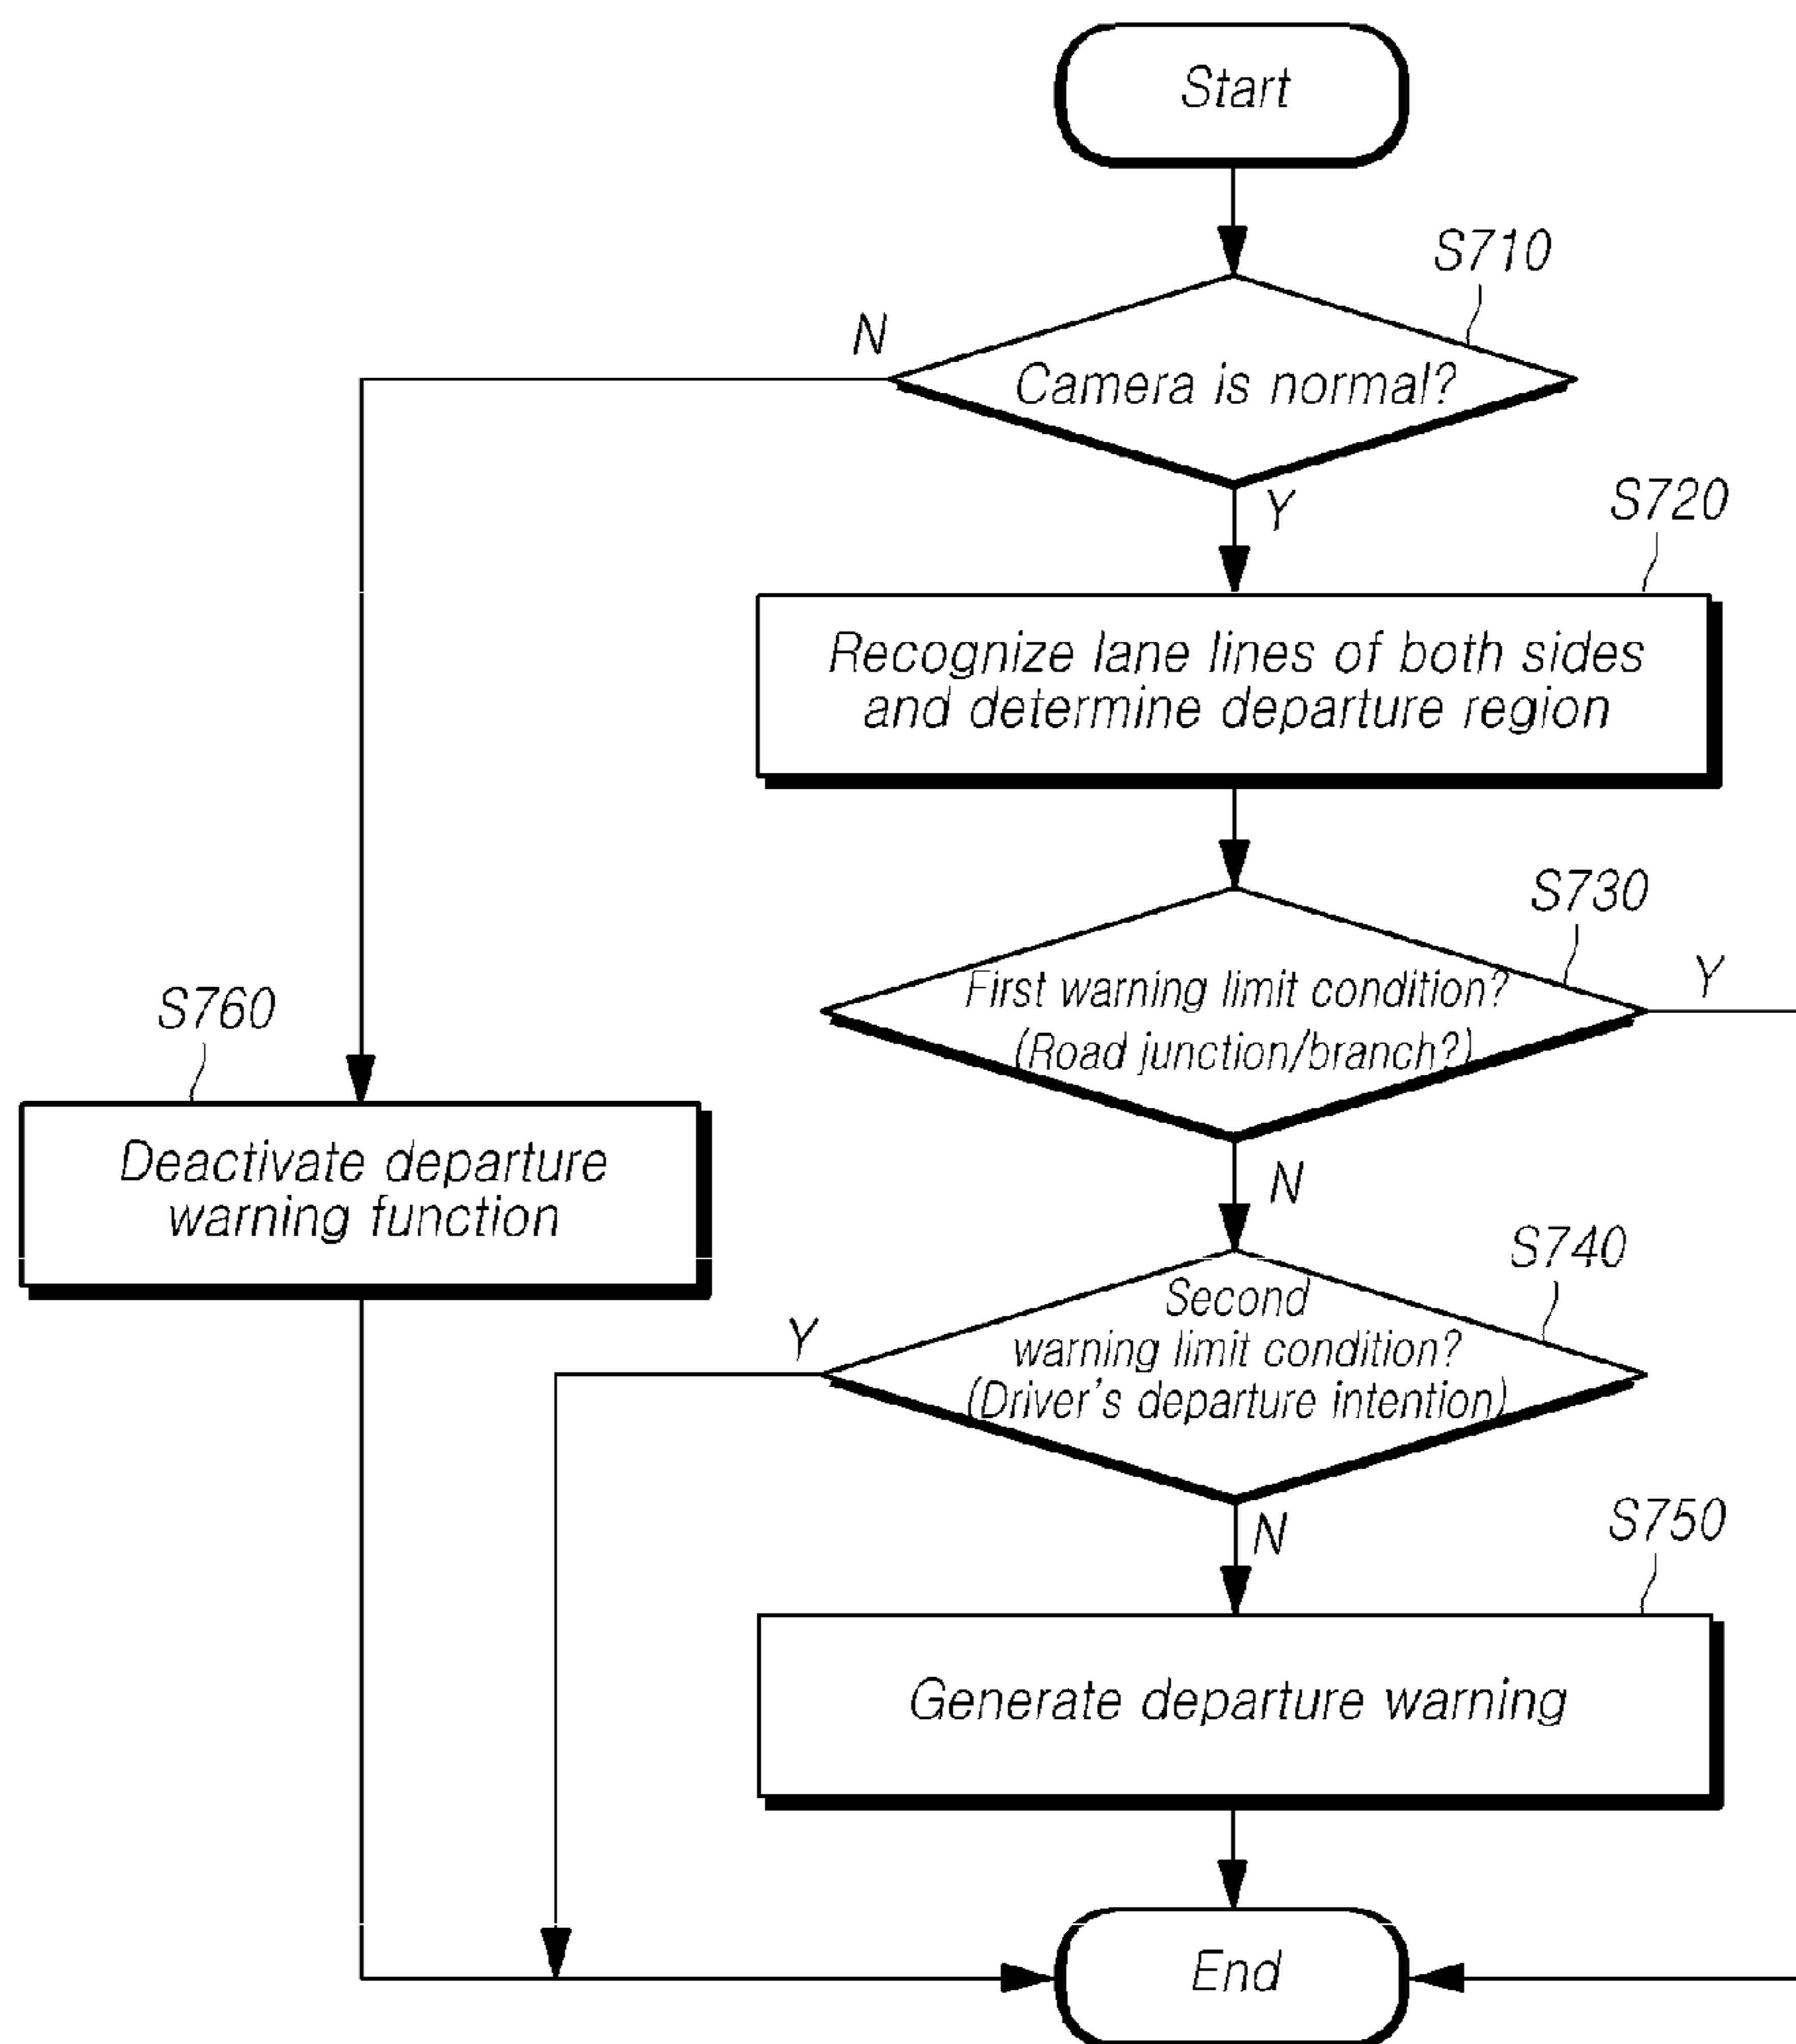 Start
S710
N
Camera is normal?
Y
S720
Recognize lane lines of both sides
and determine departure region
S730
First warning limit condition?
Y
(Road junction/branch?)
S760
N
Deactivate departure
warning function
S740
Second
Y
warning limit condition?
(Driver's departure intention)
N
S750
Generate departure warning
End